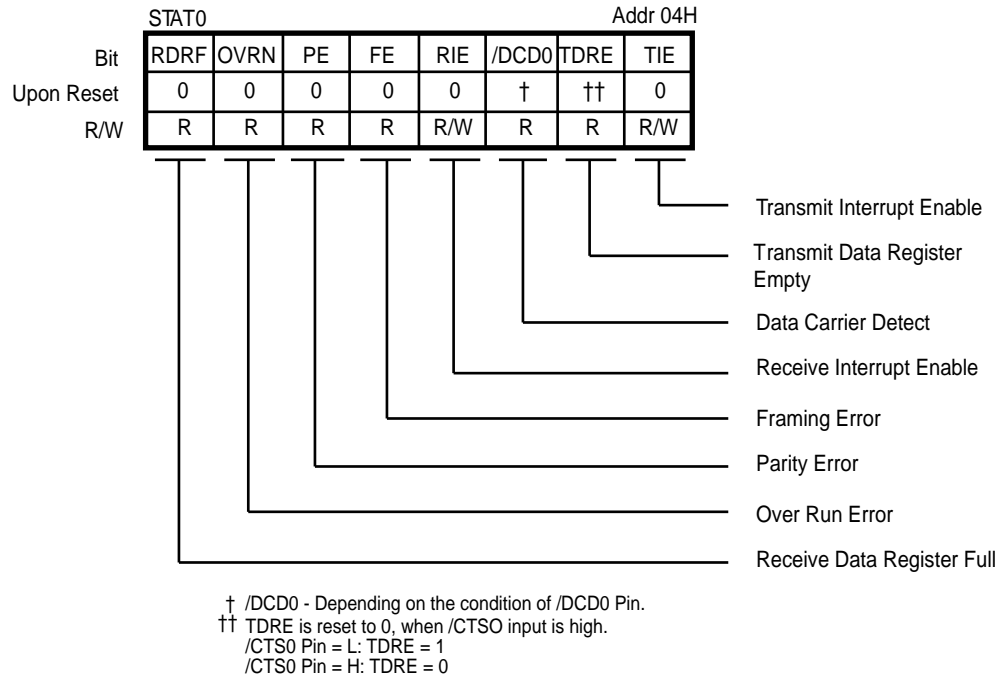 STAT0 Addr 04H
Bit RDRF OVRN PE FE RIE /DCD0 TDRE TIE
Upon Reset 0 0 0 0 0 † †† 0
R/W R R R R R/W R R R/W
Transmit Interrupt Enable
Transmit Data Register
Empty
Data Carrier Detect
Receive Interrupt Enable
Framing Error
Parity Error
Over Run Error
Receive Data Register Full
† /DCD0 - Depending on the condition of /DCD0 Pin.
†† TDRE is reset to 0, when /CTSO input is high.
/CTS0 Pin = L: TDRE = 1
/CTS0 Pin = H: TDRE = 0